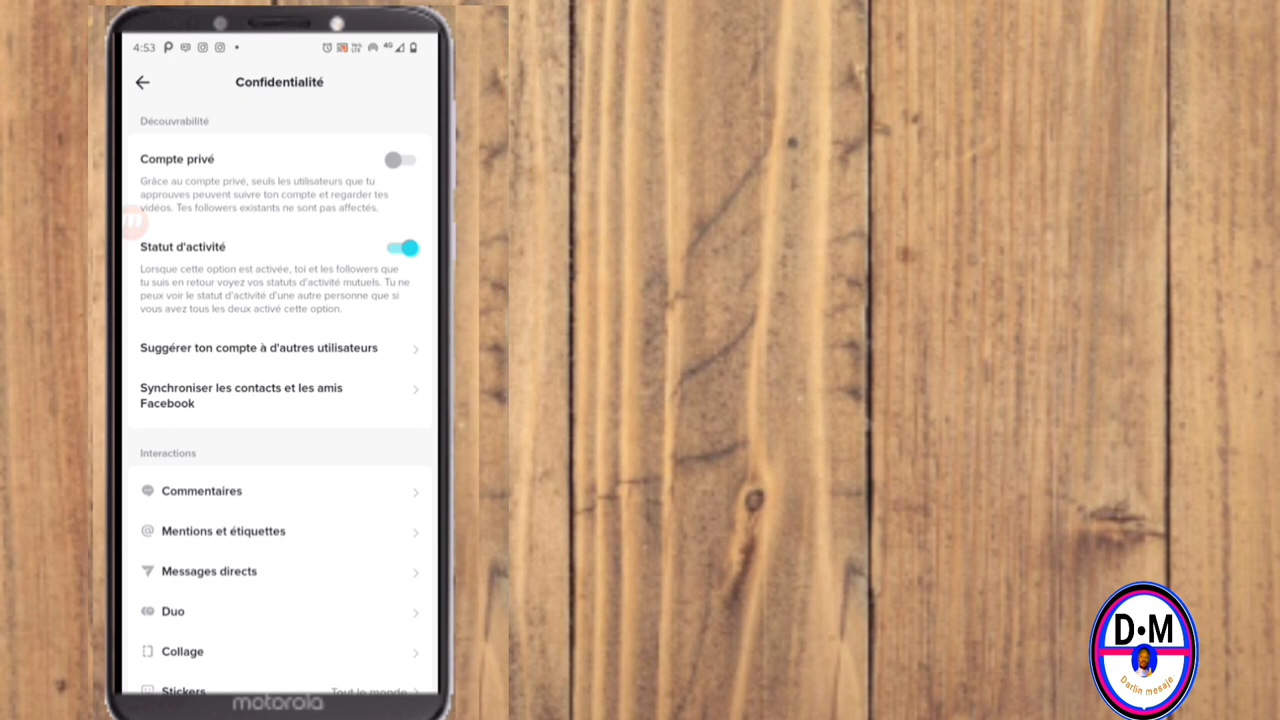 4:53
4G
Confidentialité
Découvrabilité
Compte privé
Grâce au compte privé, seuls les utilisateurs que tu
approuves peuvent suivre ton compte et regarder tes
vidéos. Tes followers existants ne sont pas affectés.
Statut d'activité
Lorsque cette option est activée, toi et les followers que
tu suis en retour voyez vos statuts d'activité mutuels. Tu ne
peux voir le statut d'activité d'une autre personne que si
vous avez tous les deux activé cette option.
Suggérer ton compte à d'autres utilisateurs
Synchroniser les contacts et les amis
Facebook
Interactions
Commentaires
Mentions et étiquettes
Messages directs
Duo
Collage
Stickers Tout le monde
motorola
D•M
Darlin mesaje